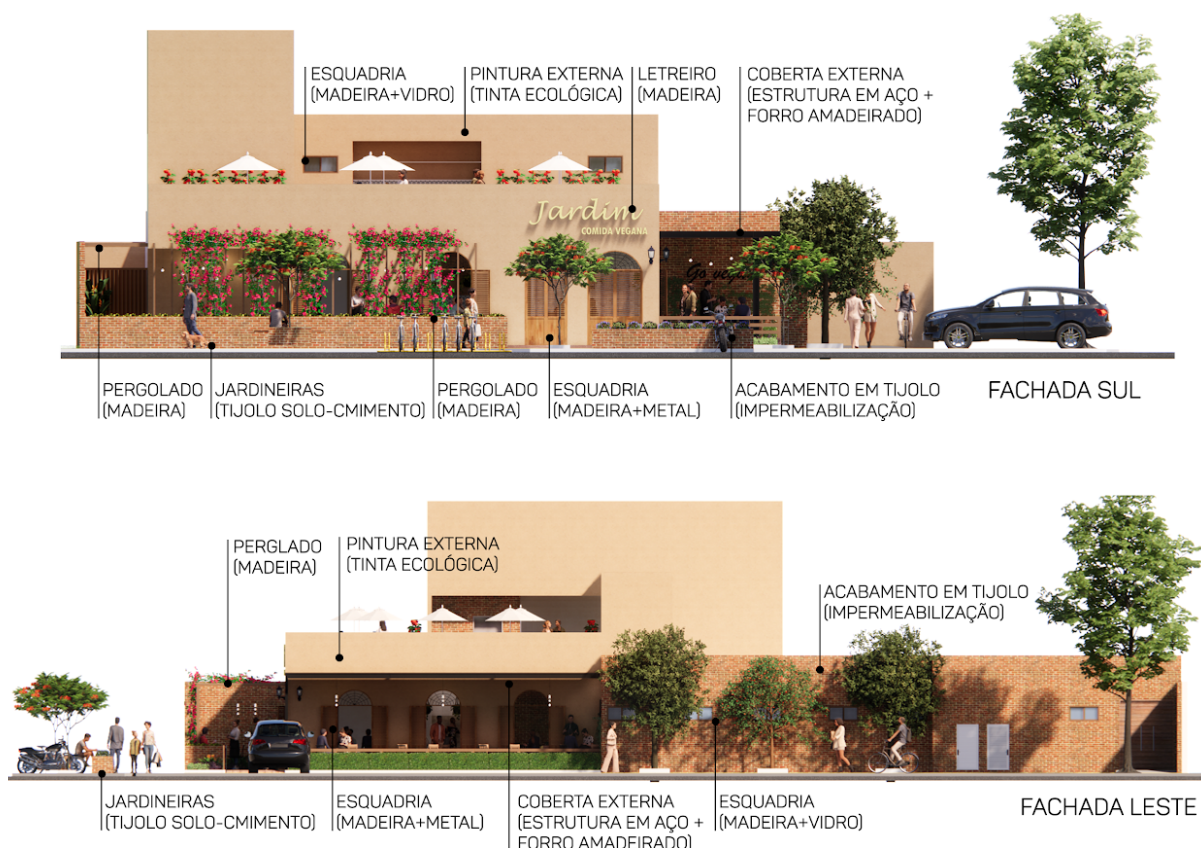 ESQUADRIA
(MADEIRA+VIDRO)
PINTURA EXTERNA
(TINTA ECOLÓGICA)
LETREIRO
(MADEIRA)
COBERTA EXTERNA
(ESTRUTURA EM AÇO +
FORRO AMADEIRADO)
Jardim
COMIDA VEGANA
PERGOLADO
(MADEIRA)
JARDINEIRAS
(TIJOLO SOLO-CMIMENTO)
PERGOLADO
(MADEIRA)
ESQUADRIA
(MADEIRA+METAL)
ACABAMENTO EM TIJOLO
(IMPERMEABILIZAÇÃO)
FACHADA SUL
PERGLADO
(MADEIRA)
PINTURA EXTERNA
(TINTA ECOLÓGICA)
ACABAMENTO EM TIJOLO
(IMPERMEABILIZAÇÃO)
JARDINEIRAS
(TIJOLO SOLO-CMIMENTO)
ESQUADRIA
(MADEIRA+METAL)
COBERTA EXTERNA
(ESTRUTURA EM AÇO +
FORRO AMADEIRADO)
ESQUADRIA
(MADEIRA+VIDRO)
FACHADA LESTE